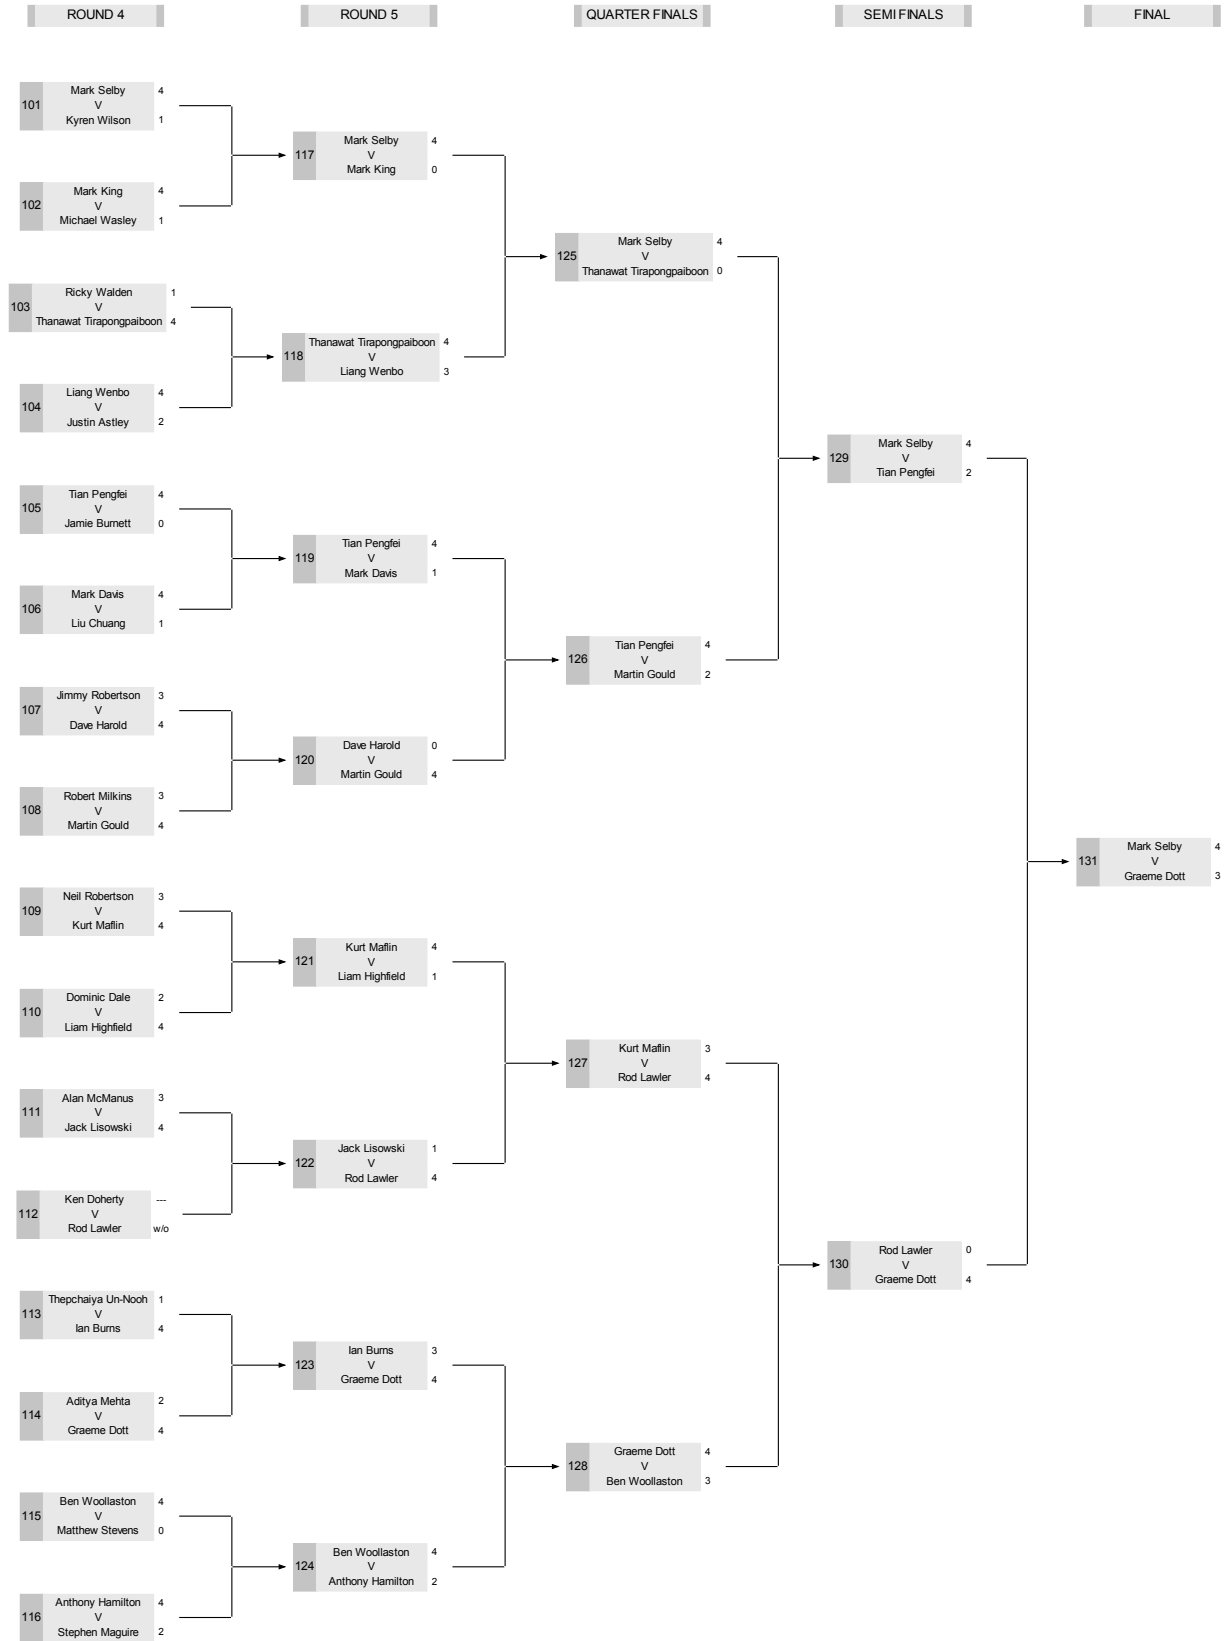 ROUND 4
ROUND 5
QUARTER FINALS
SEMI FINALS
FINAL
101
Mark Selby 4
V
Kyren Wilson 1
102
Mark King 4
V
Michael Wasley 1
103
Ricky Walden 1
V
Thanawat Tirapongpaiboon 4
104
Liang Wenbo 4
V
Justin Astley 2
105
Tian Pengfei 4
V
Jamie Burnett 0
106
Mark Davis 4
V
Liu Chuang 1
107
Jimmy Robertson 3
V
Dave Harold 4
108
Robert Milkins 3
V
Martin Gould 4
109
Neil Robertson 3
V
Kurt Maflin 4
110
Dominic Dale 2
V
Liam Highfield 4
111
Alan McManus 3
V
Jack Lisowski 4
112
Ken Doherty ---
V
Rod Lawler w/o
113
Thepchaiya Un-Nooh 1
V
Ian Burns 4
114
Aditya Mehta 2
V
Graeme Dott 4
115
Ben Woollaston 4
V
Matthew Stevens 0
116
Anthony Hamilton 4
V
Stephen Maguire 2
117
Mark Selby 4
V
Mark King 0
118
Thanawat Tirapongpaiboon 4
V
Liang Wenbo 3
119
Tian Pengfei 4
V
Mark Davis 1
120
Dave Harold 0
V
Martin Gould 4
121
Kurt Maflin 4
V
Liam Highfield 1
122
Jack Lisowski 1
V
Rod Lawler 4
123
Ian Burns 3
V
Graeme Dott 4
124
Ben Woollaston 4
V
Anthony Hamilton 2
125
Mark Selby 4
V
Thanawat Tirapongpaiboon 0
126
Tian Pengfei 4
V
Martin Gould 2
127
Kurt Maflin 3
V
Rod Lawler 4
128
Graeme Dott 4
V
Ben Woollaston 3
129
Mark Selby 4
V
Tian Pengfei 2
130
Rod Lawler 0
V
Graeme Dott 4
131
Mark Selby 4
V
Graeme Dott 3